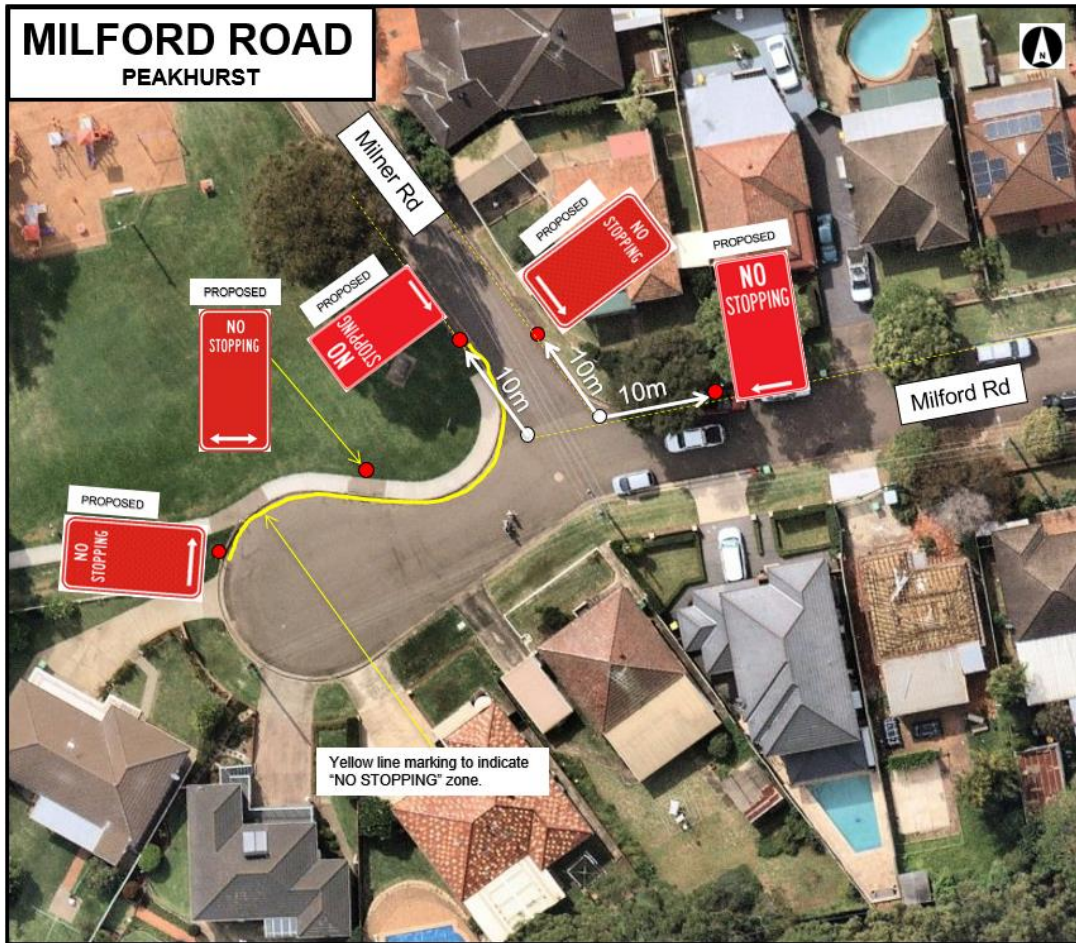 MILFORD ROAD
PEAKHURST
N
Milner Rd
PROPOSED
NO
STOPPING
PROPOSED
NO
STOPPING
PROPOSED
NO
STOPPING
PROPOSED
NO
STOPPING
10m
10m
10m
Milford Rd
PROPOSED
NO
STOPPING
Yellow line marking to indicate
“NO STOPPING” zone.